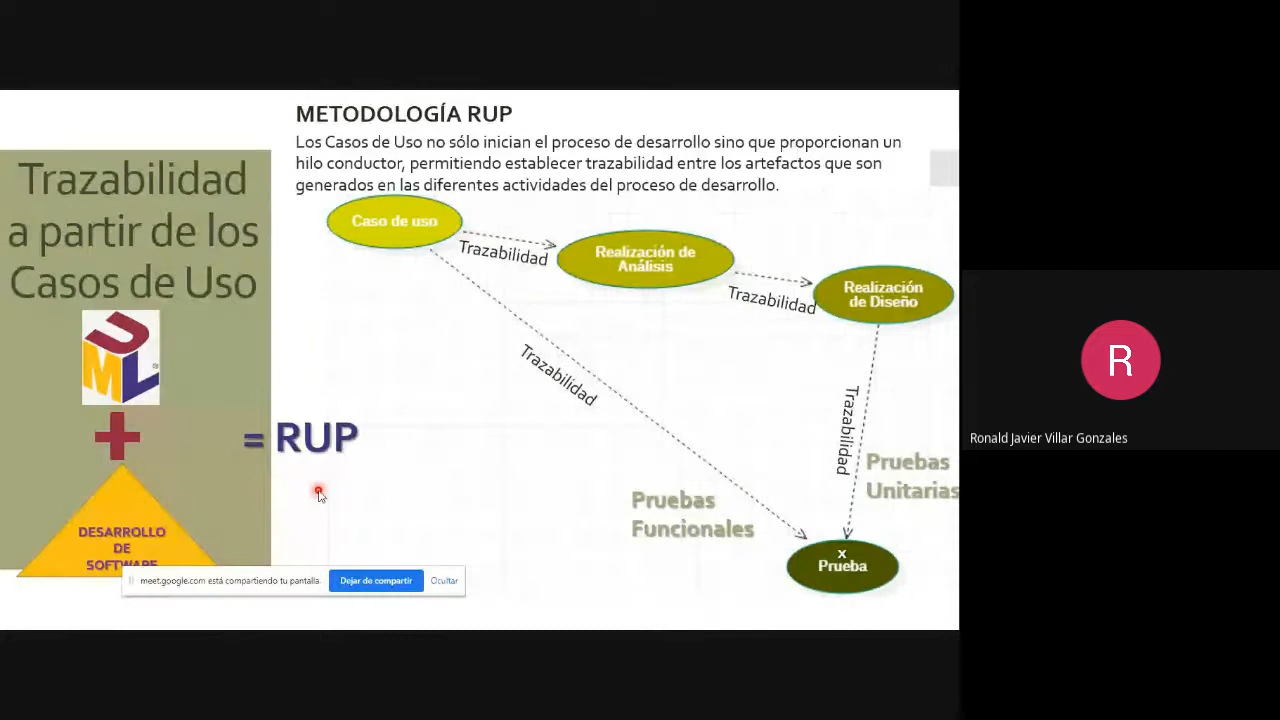 METODOLOGÍA RUP
Los Casos de Uso no sólo inician el proceso de desarrollo sino que proporcionan un
hilo conductor, permitiendo establecer trazabilidad entre los artefactos que son
generados en las diferentes actividades del proceso de desarrollo.
Trazabilidad
a partir de los
Casos de Uso
UML
= RUP
DESARROLLO
DE
SOFTWARE
Caso de uso
Trazabilidad
Realización de
Análisis
Trazabilidad
Realización
de Diseño
Trazabilidad
Trazabilidad
Pruebas
Unitarias
Pruebas
Funcionales
x
Prueba
meet.google.com está compartiendo tu pantalla.
Dejar de compartir
Ocultar
R
Ronald Javier Villar Gonzales